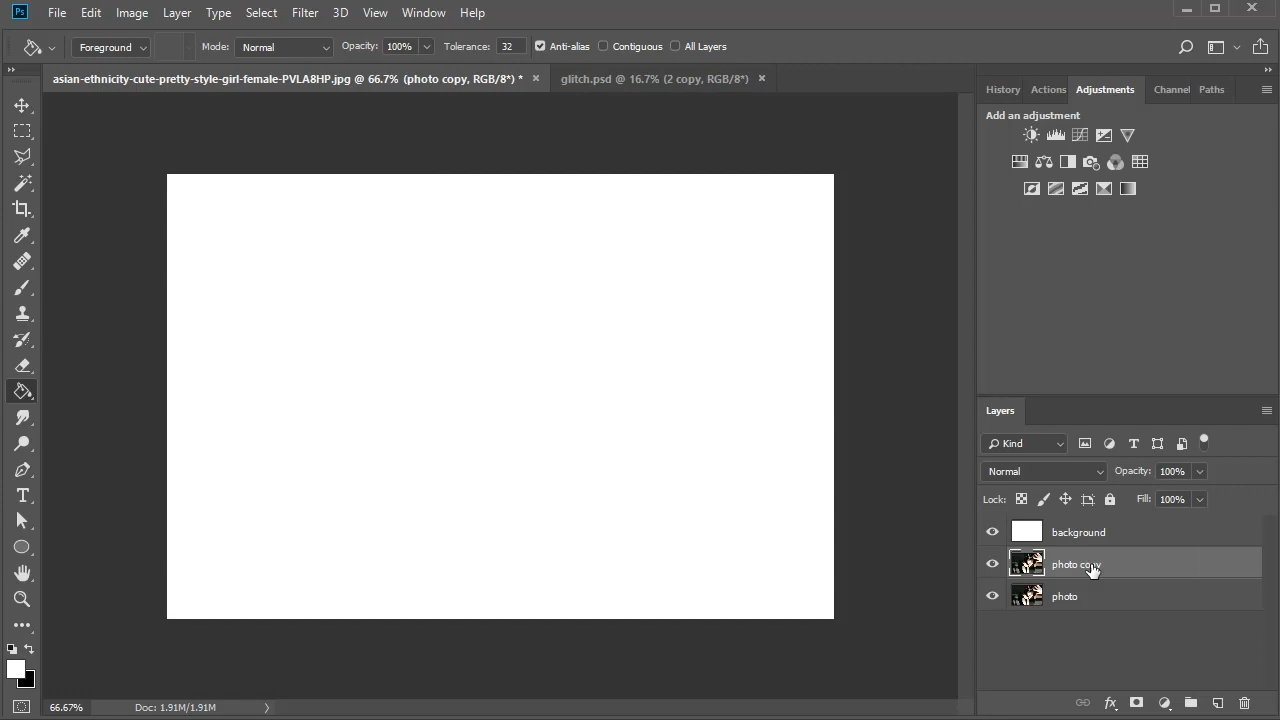 Ps File Edit Image Layer Type Select Filter 3D View Window Help
Foreground Mode: Normal Opacity: 100% Tolerance: 32 Anti-alias Contiguous All Layers
asian-ethnicity-cute-pretty-style-girl-female-PVLA8HP.jpg @ 66.7% (photo copy, RGB/8*) * glitch.psd @ 16.7% (2 copy, RGB/8*)
History Actions Adjustments Channel Paths
Add an adjustment
Layers
Kind
Normal Opacity: 100%
Lock: Fill: 100%
background
photo copy
photo
66.67% Doc: 1.91M/1.91M